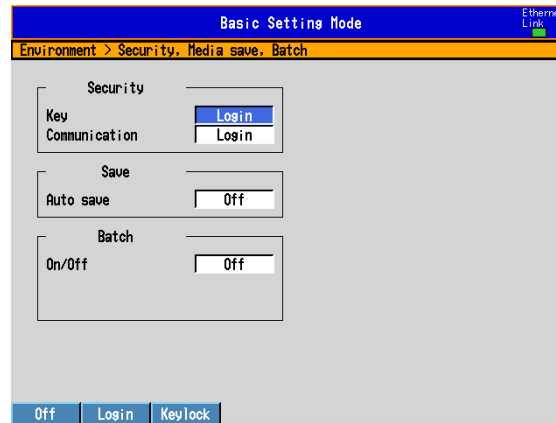 Basic Setting Mode
Link
Environment > Security, Media save, Batch
Security
Key Login
Communication Login
Save
Auto save Off
Batch
On/Off Off
Off Login Keylock